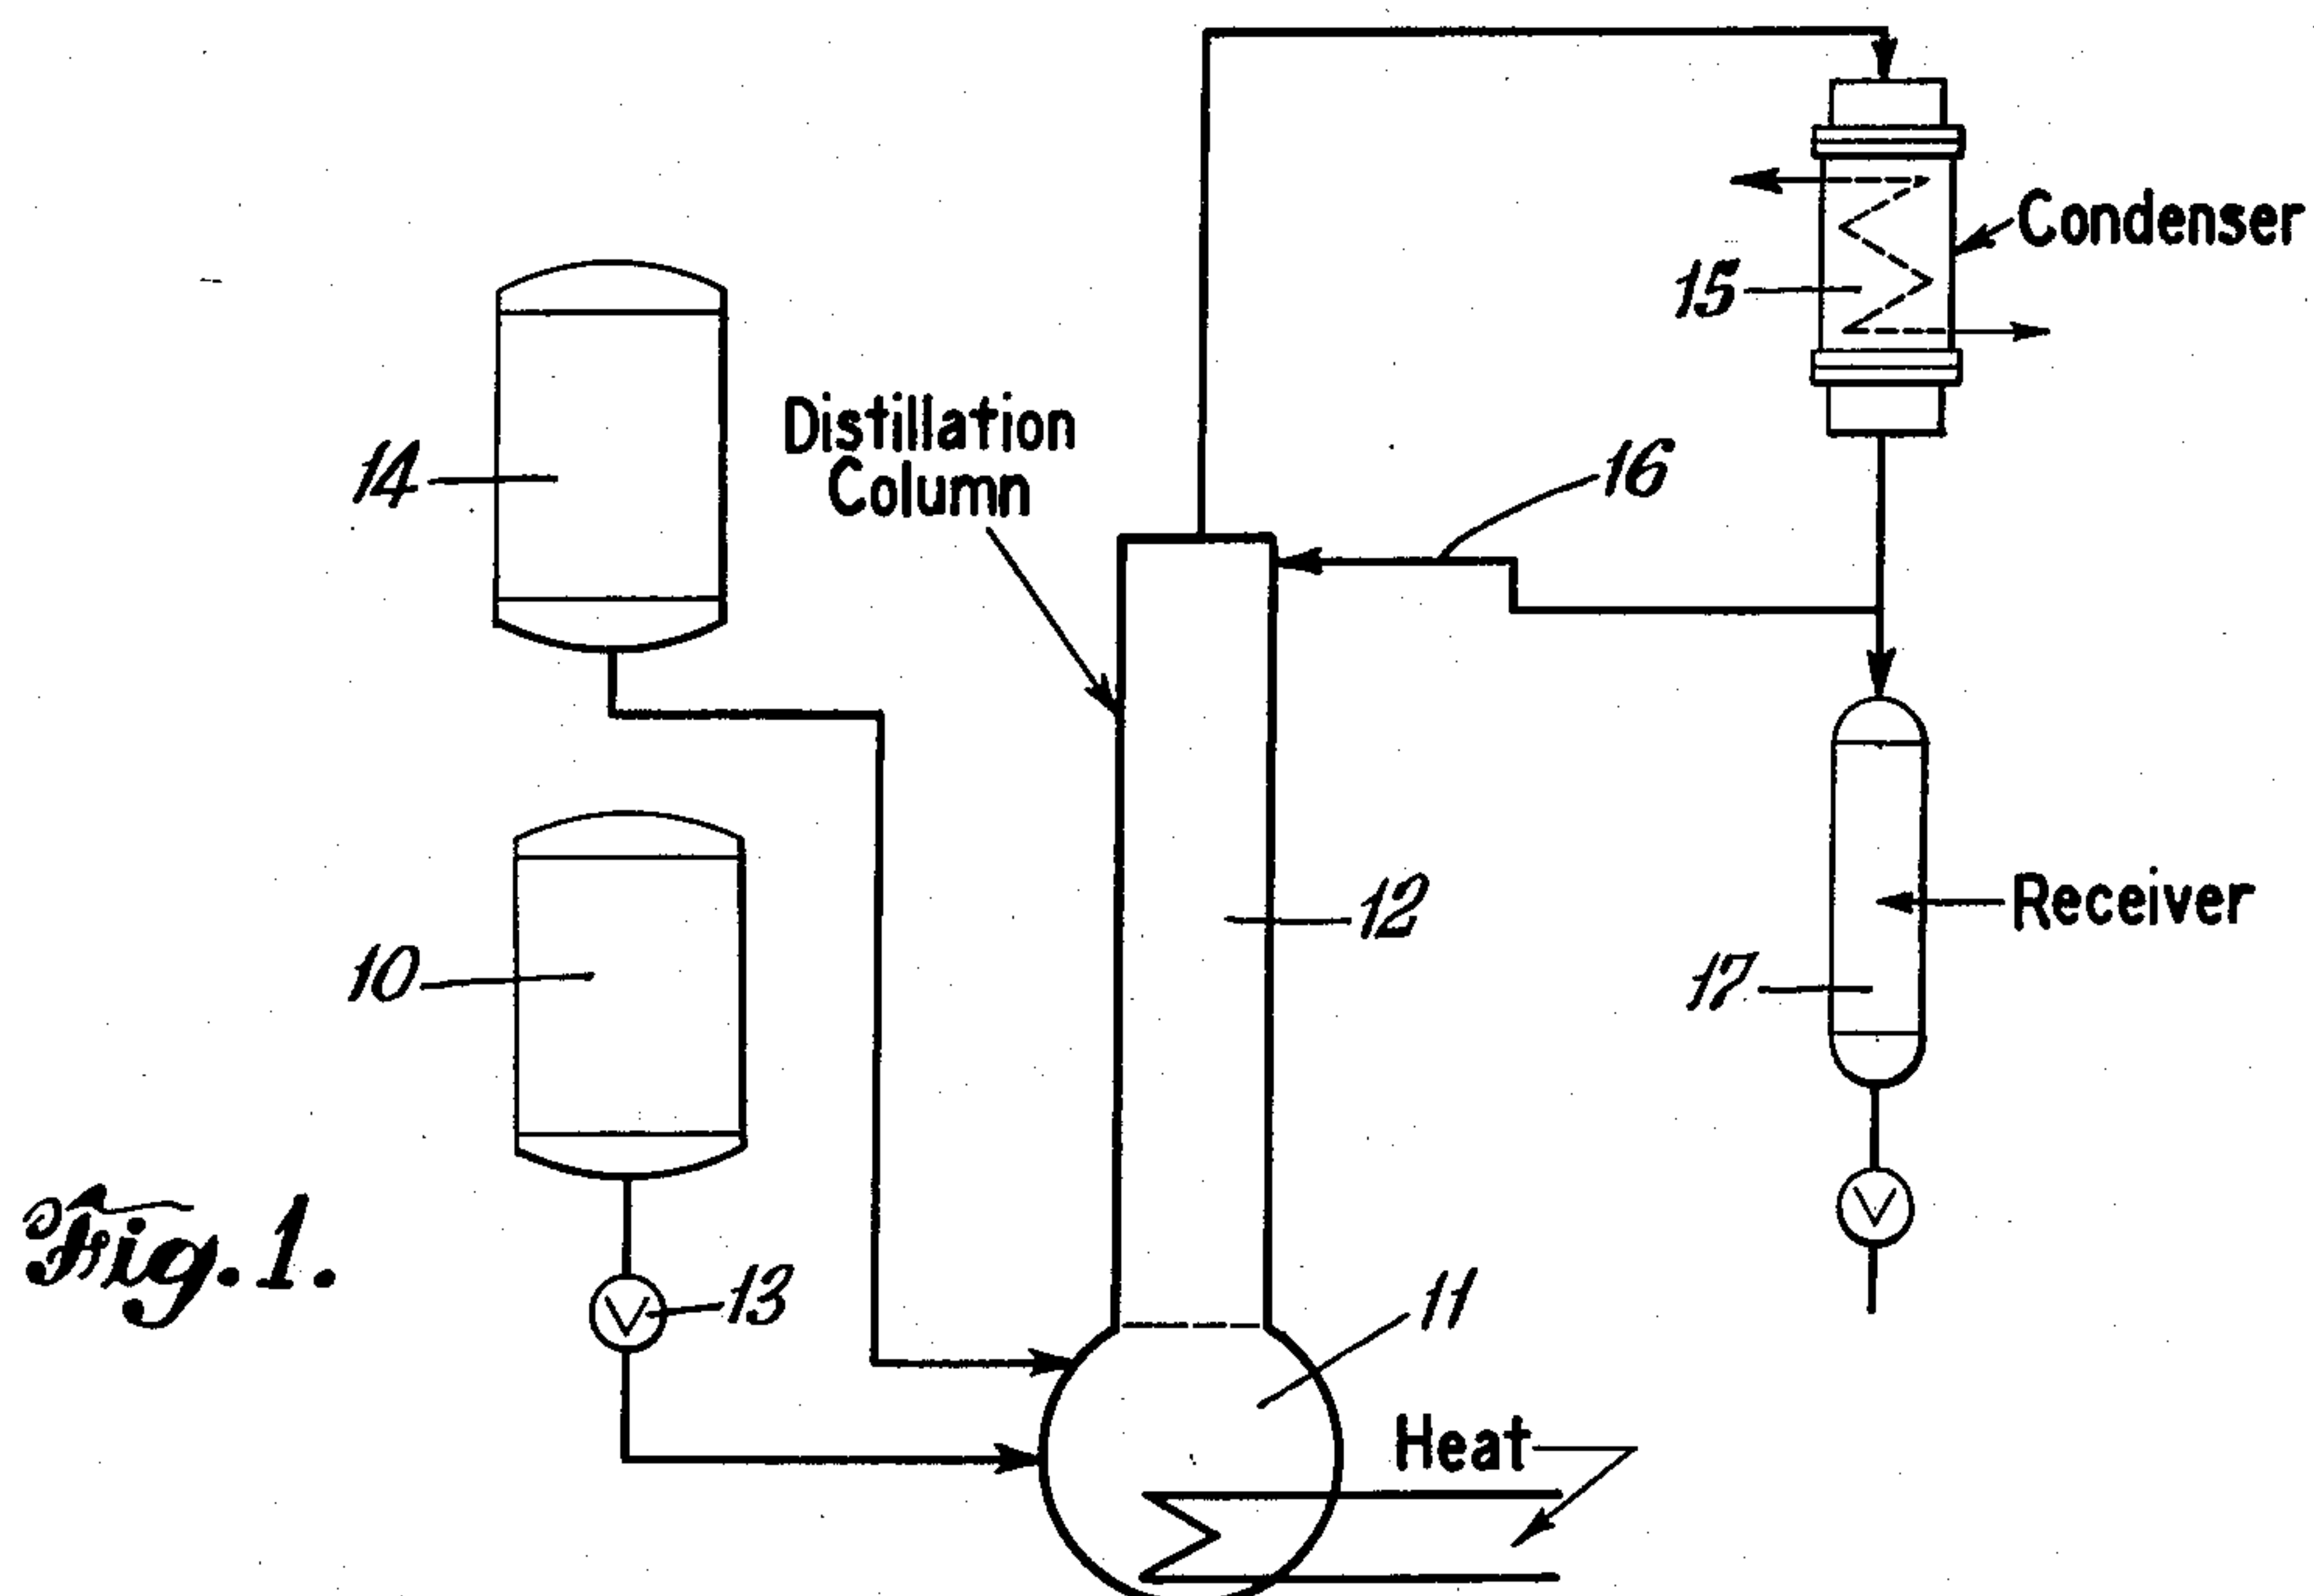 Condenser
15
Distillation
Column
14
16
12
Receiver
10
17
Fig. 1.
13
V
V
11
Heat